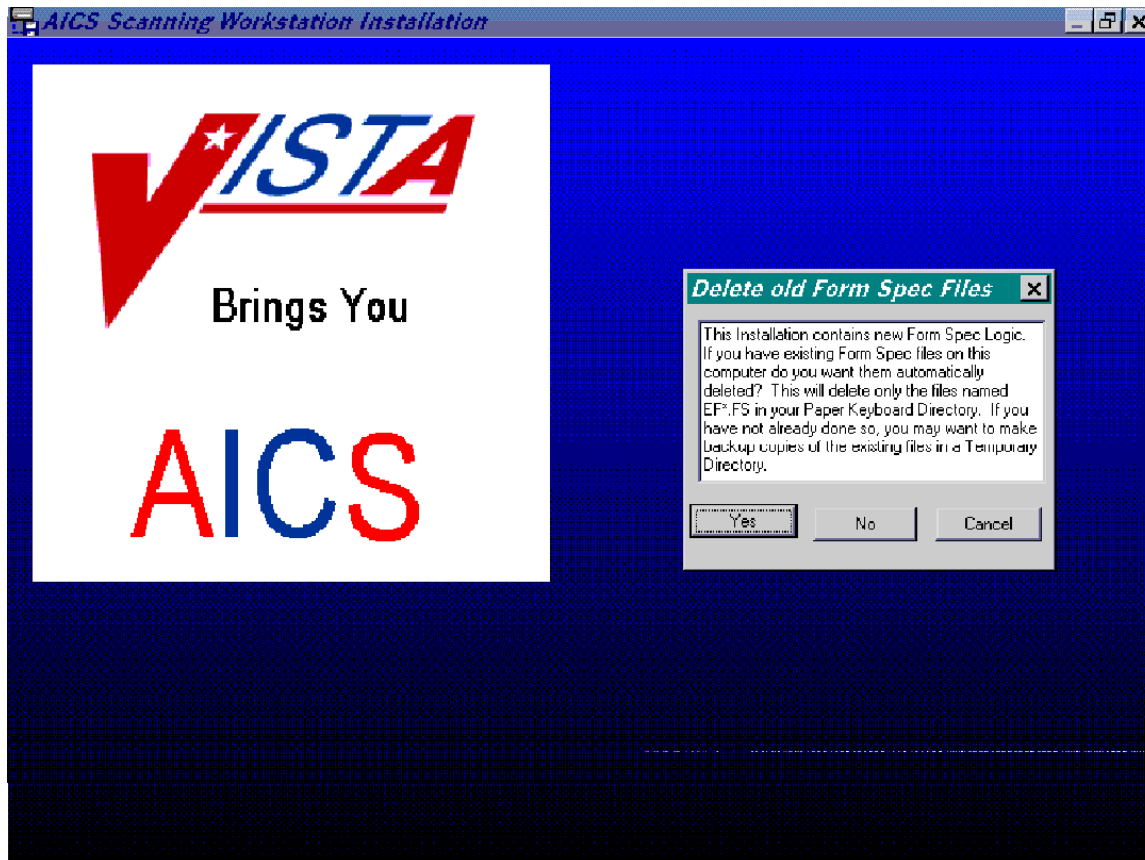 AICS Scanning Workstation Installation
VISTA
Brings You
AICS
Delete old Form Spec Files
This Installation contains new Form Spec Logic.
If you have existing Form Spec files on this
computer do you want them automatically
deleted? This will delete only the files named
EF*.FS in your Paper Keyboard Directory. If you
have not already done so, you may want to make
backup copies of the existing files in a Temporary
Directory.
Yes
No
Cancel